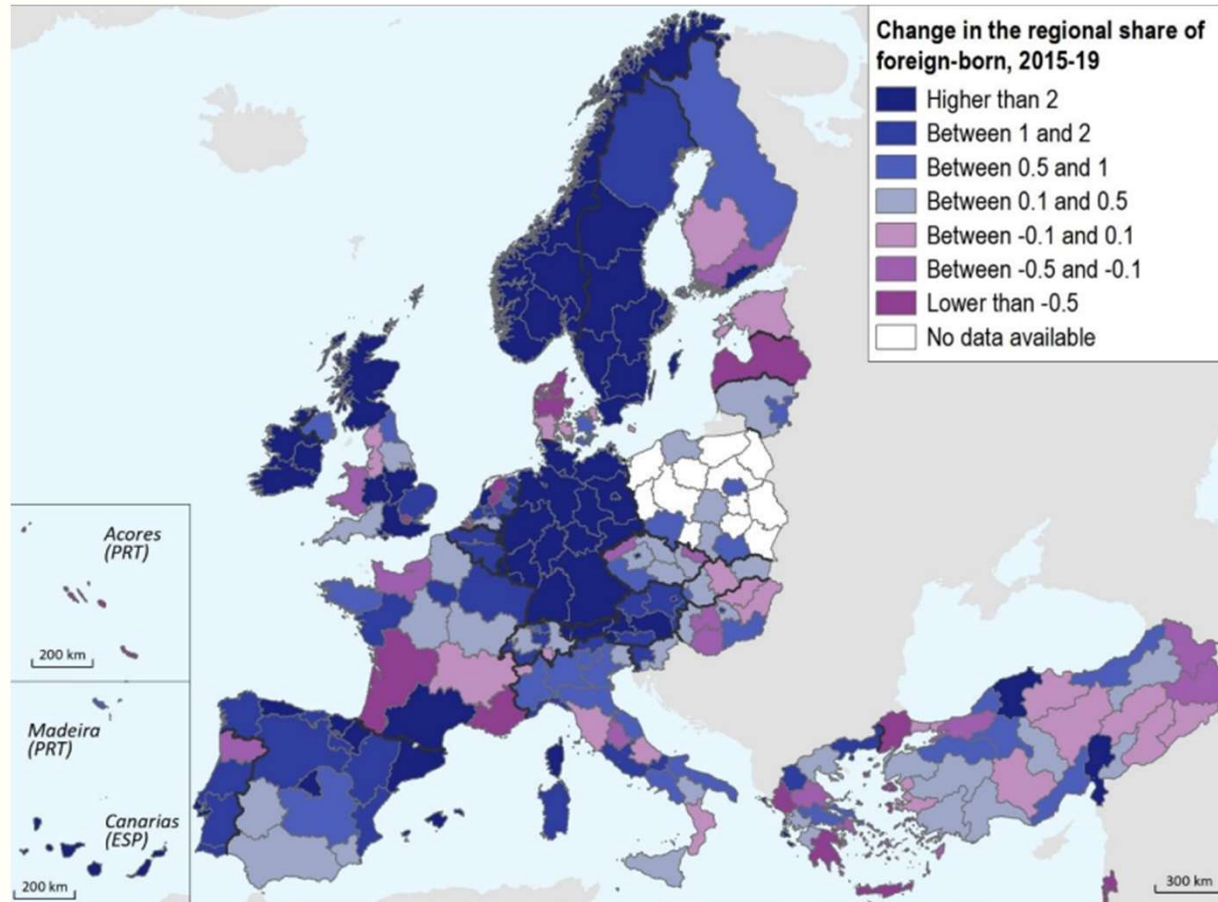 Change in the regional share of
foreign-born, 2015-19
Higher than 2
Between 1 and 2
Between 0.5 and 1
Between 0.1 and 0.5
Between -0.1 and 0.1
Between -0.5 and -0.1
Lower than -0.5
No data available
Acores
(PRT)
200 km
Madeira
(PRT)
Canarias
(ESP)
200 km
300 km